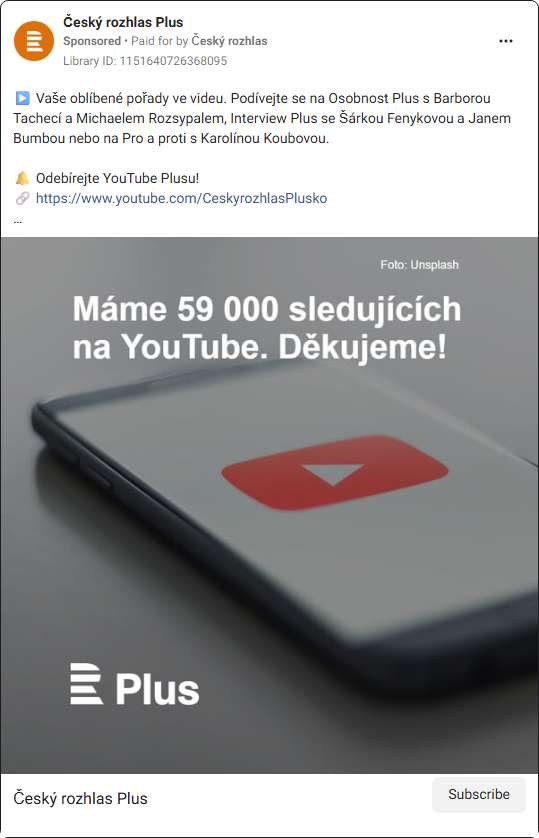 Český rozhlas Plus
Sponsored • Paid for by Český rozhlas
Library ID: 1151640726368095
▶️ Vaše oblíbené pořady ve videu. Podívejte se na Osobnost Plus s Barborou
Tachecí a Michaelem Rozsypalem, Interview Plus se Šárkou Fenykovou a Janem
Bumbou nebo na Pro a proti s Karolínou Koubovou.
🔔 Odebírejte YouTube Plusu!
🔗 https://www.youtube.com/CeskyrozhlasPlusko
...
Foto: Unsplash
Máme 59 000 sledujících
na YouTube. Děkujeme!
Plus
Český rozhlas Plus
Subscribe